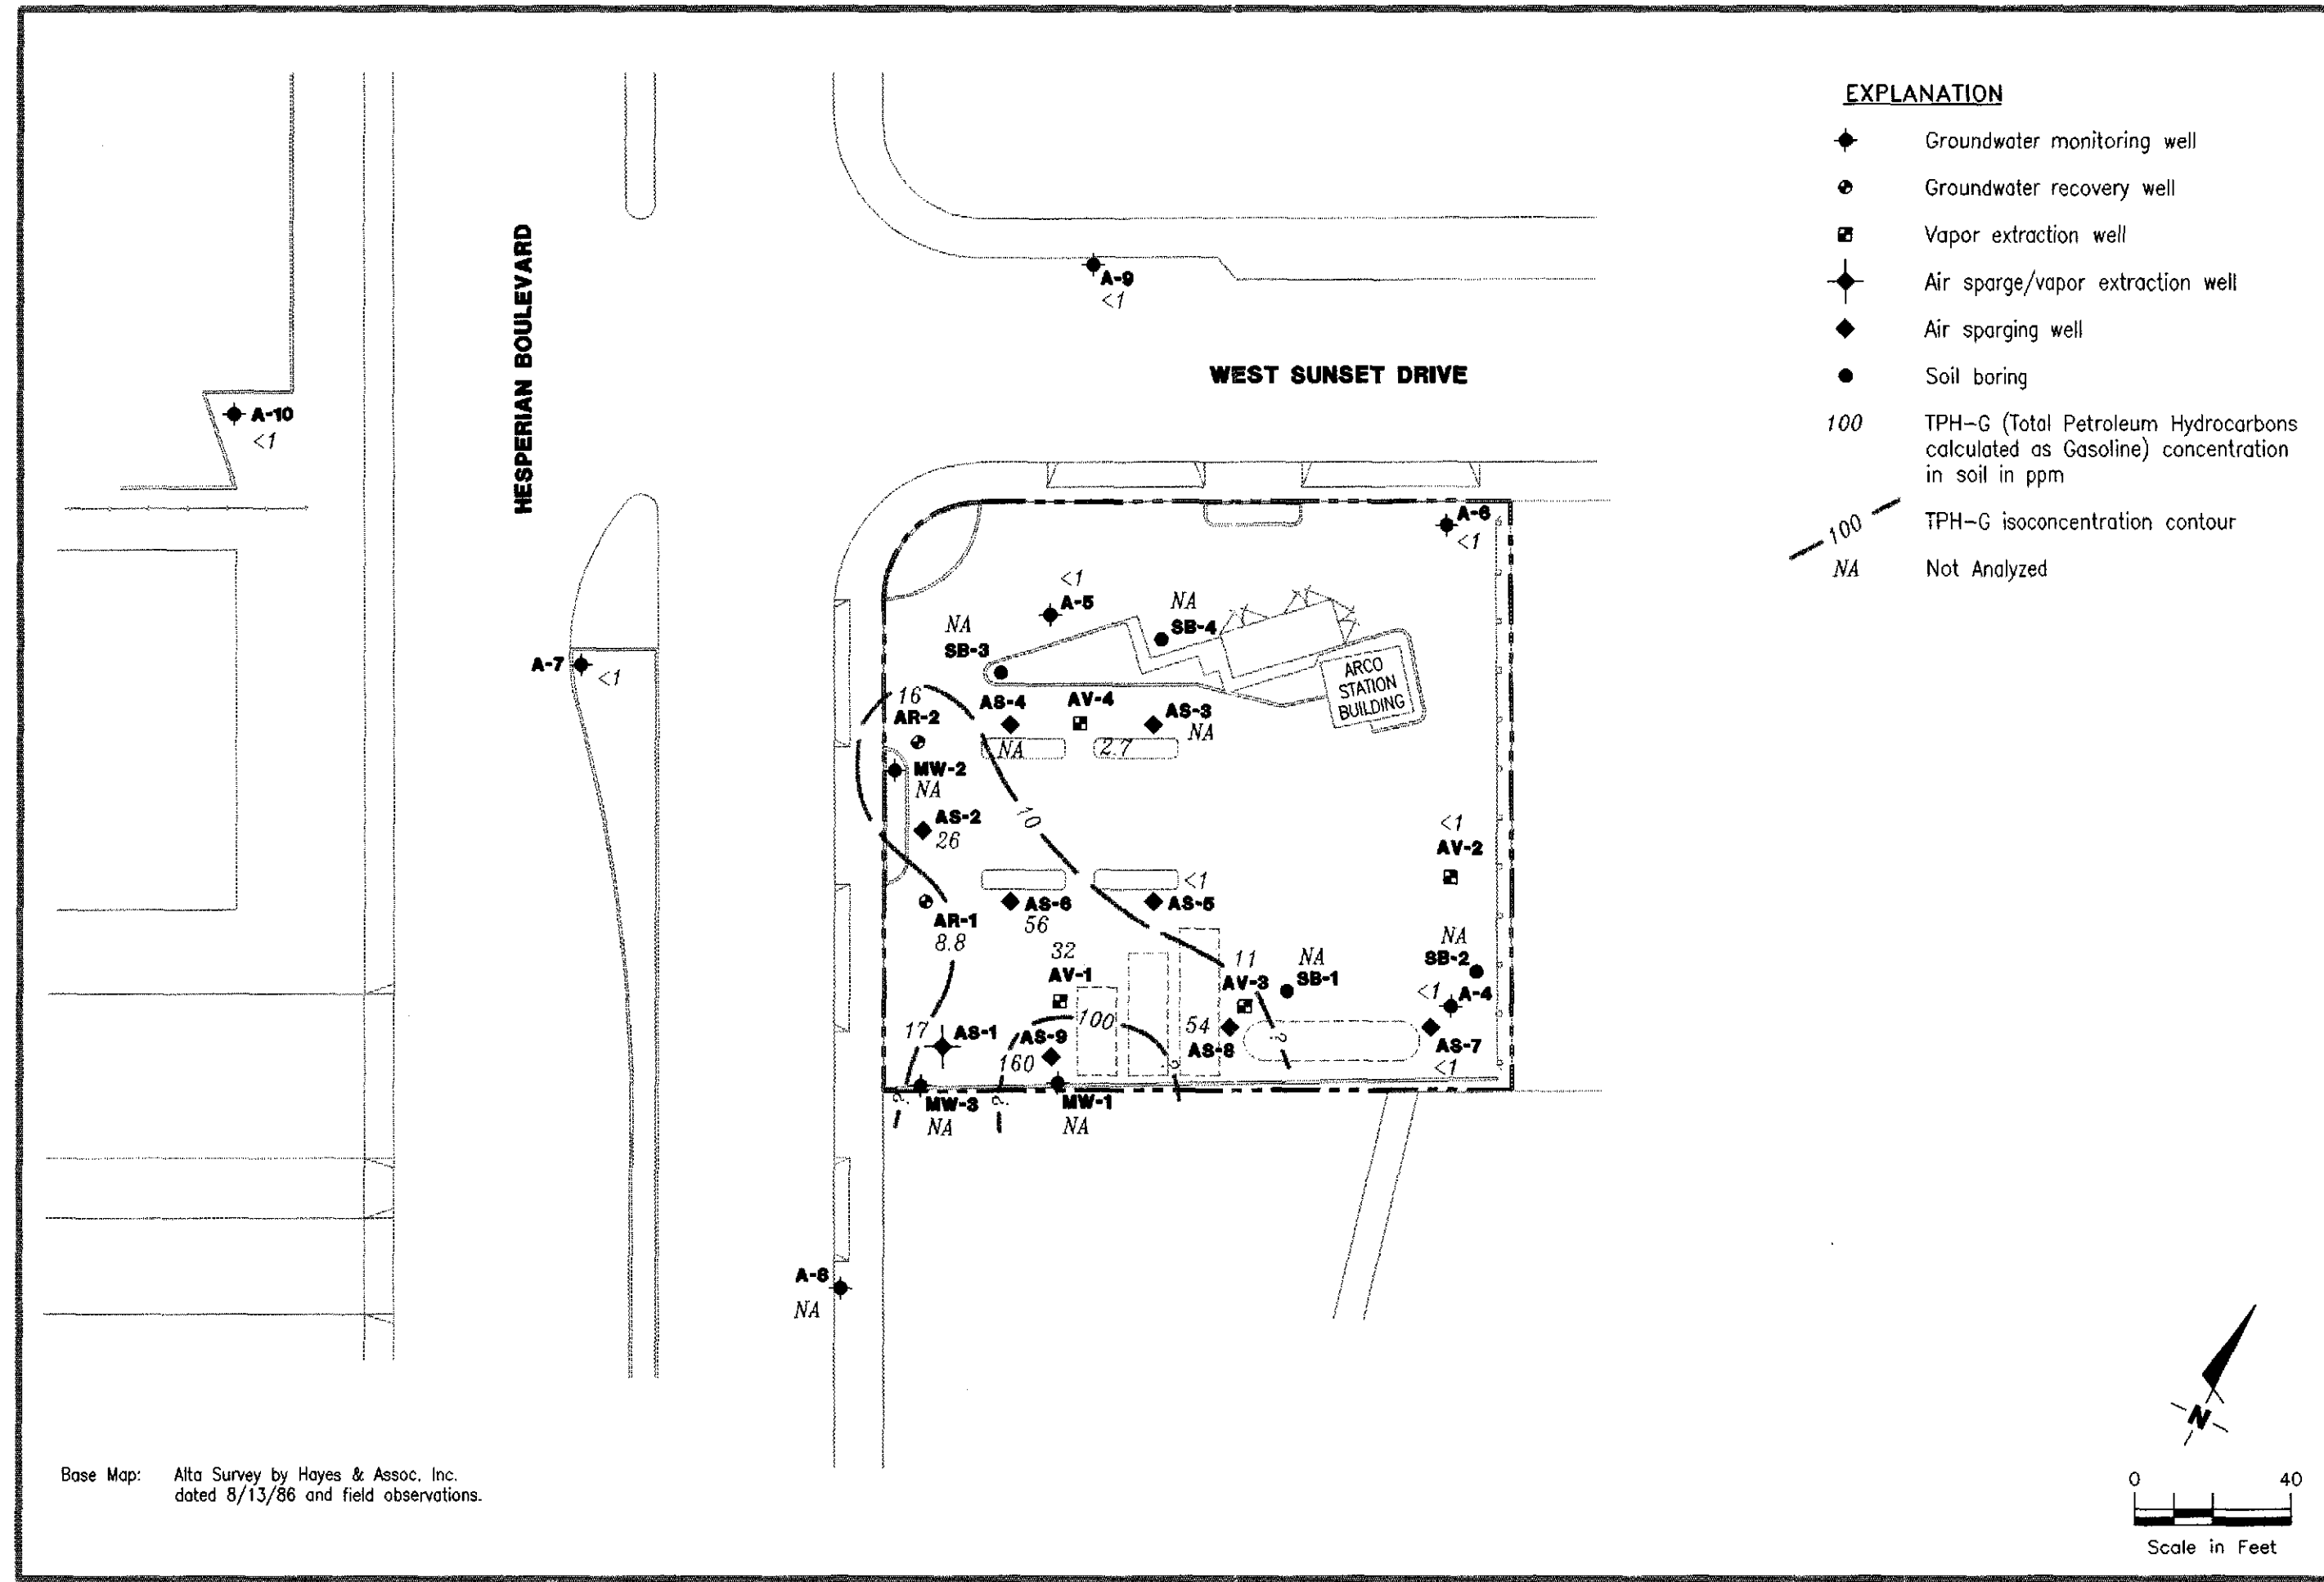 EXPLANATION
Groundwater monitoring well
Groundwater recovery well
Vapor extraction well
Air sparge/vapor extraction well
Air sparging well
Soil boring
100 TPH-G (Total Petroleum Hydrocarbons
calculated as Gasoline) concentration
in soil in ppm
100 TPH-G isoconcentration contour
NA Not Analyzed
HESPERIAN BOULEVARD
WEST SUNSET DRIVE
A-9
<1
A-10
<1
A-6
<1
<1
A-5
NA
SB-4
NA
SB-3
A-7
<1
ARCO
STATION
BUILDING
16
AR-2
AS-4
NA
AV-4
2.7
AS-3
NA
MW-2
NA
AS-2
26
10
<1
AV-2
<1
AS-5
AS-6
56
AR-1
8.8
32
AV-1
11
AV-3
NA
SB-1
NA
SB-2
<1
A-4
17
AS-1
AS-9
160
100
54
AS-8
?
AS-7
<1
?
?
?
MW-3
NA
MW-1
NA
A-8
NA
N
Base Map: Alta Survey by Hayes & Assoc. Inc.
dated 8/13/86 and field observations.
0 40
Scale in Feet